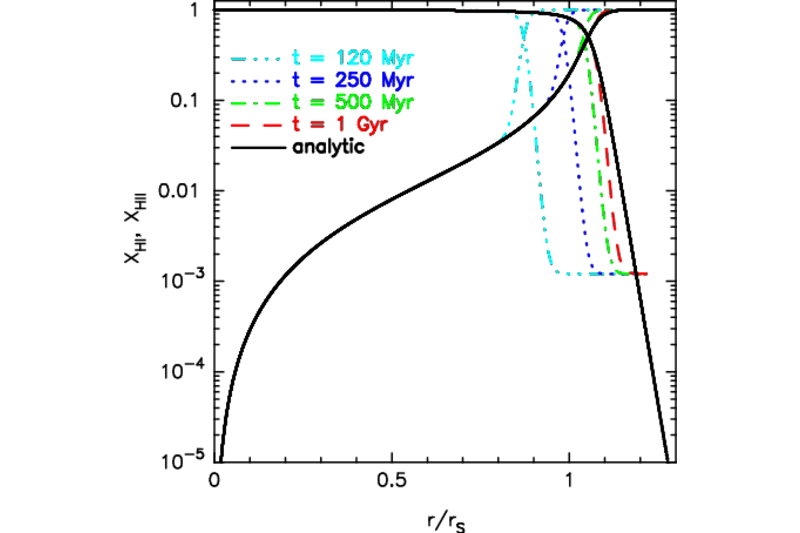 1
t = 120 Myr
t = 250 Myr
t = 500 Myr
t = 1 Gyr
analytic
0.1
0.01
10⁻³
10⁻⁴
10⁻⁵
X_HI, X_HII
0 0.5 1
r/r_S